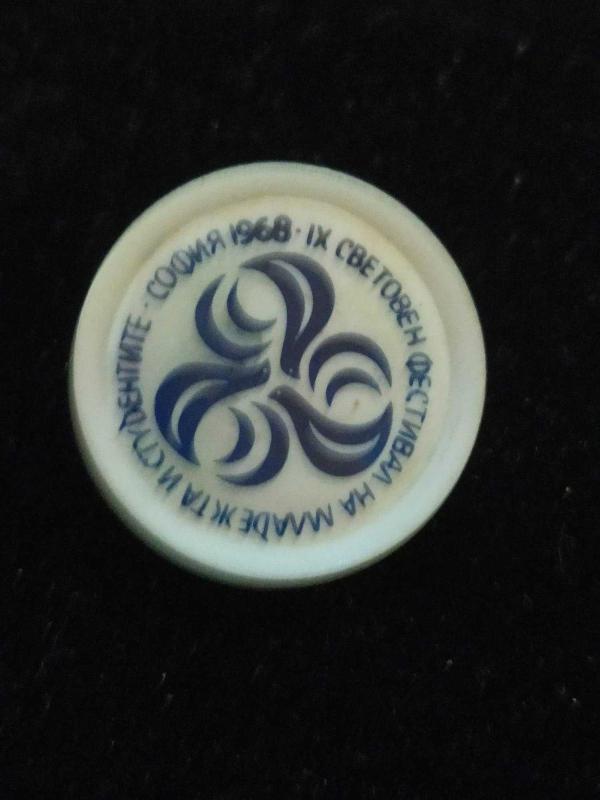 СОФИЯ 1968 · IX СВЕТОВЕН ФЕСТИВАЛ НА МЛАДЕЖТА И СТУДЕНТИТЕ ·